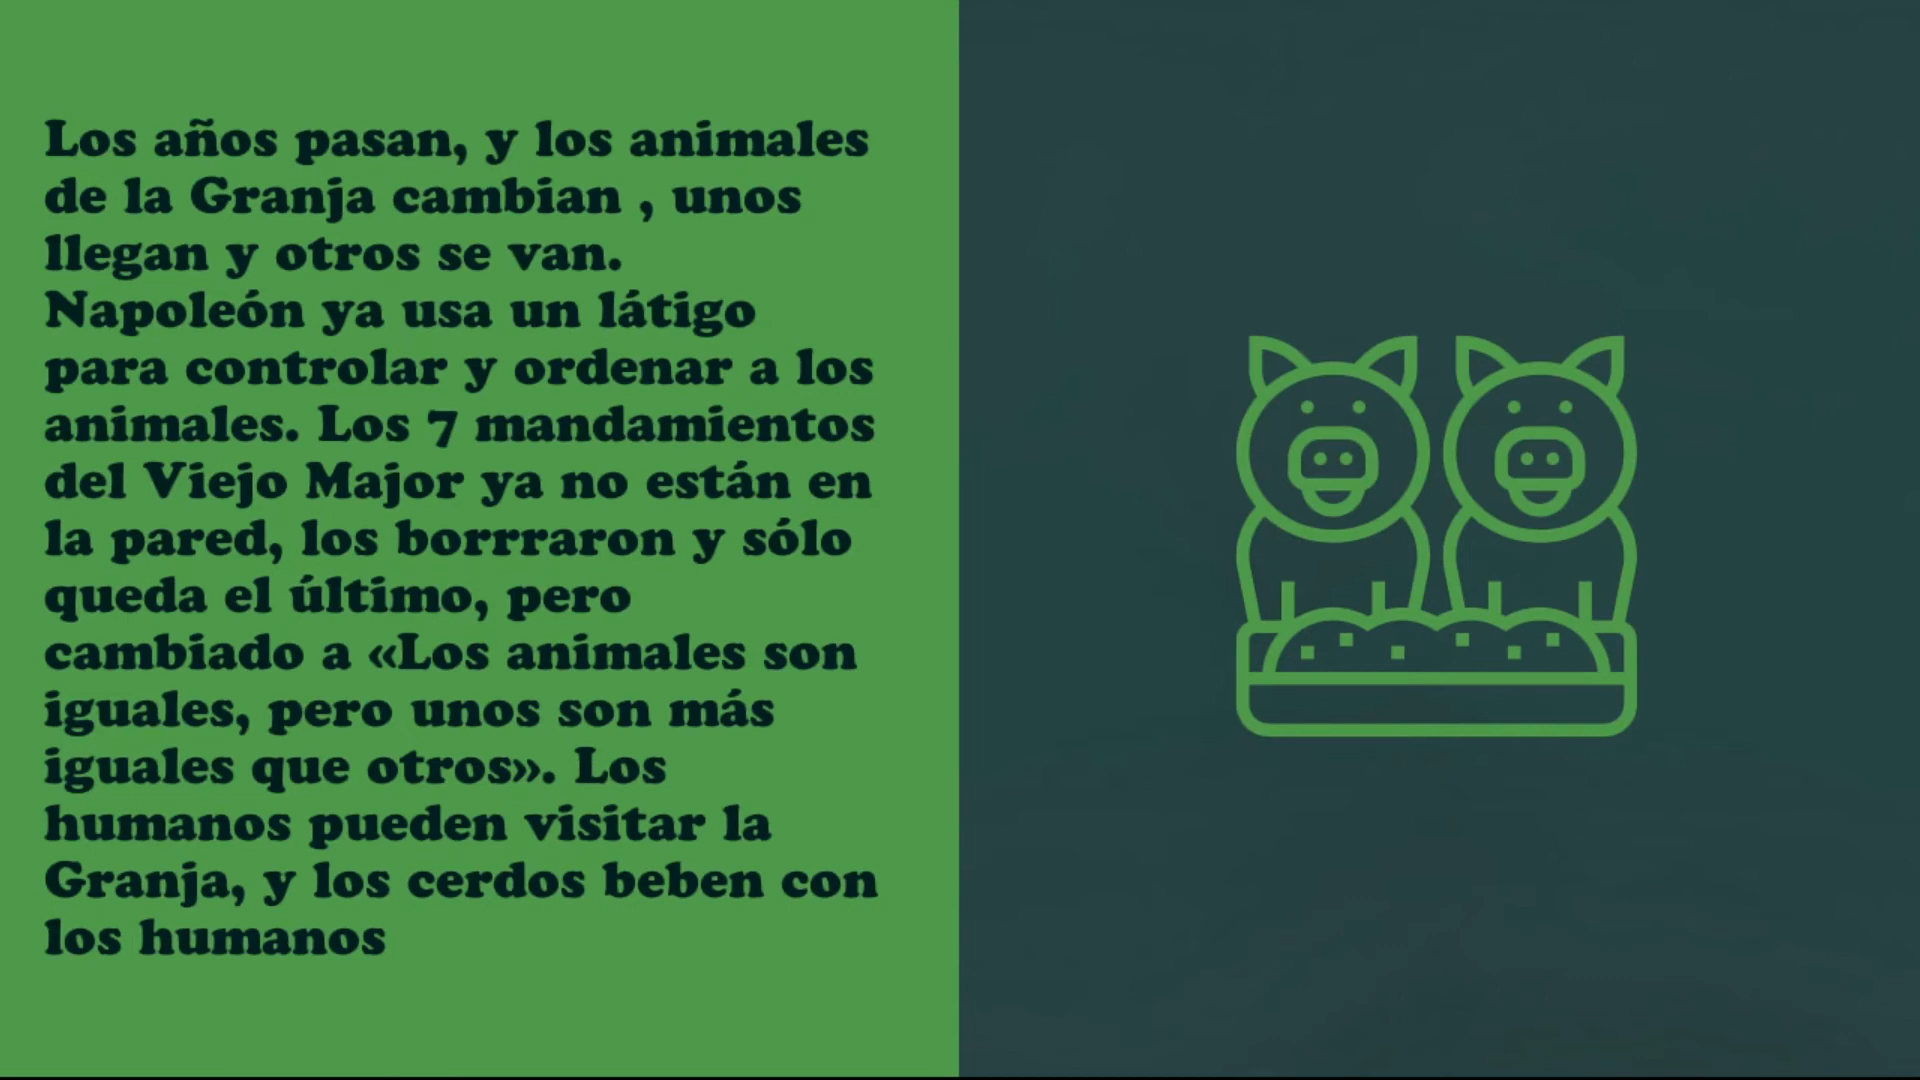 Los años pasan, y los animales
de la Granja cambian , unos
llegan y otros se van.
Napoleón ya usa un látigo
para controlar y ordenar a los
animales. Los 7 mandamientos
del Viejo Major ya no están en
la pared, los borrraron y sólo
queda el último, pero
cambiado a «Los animales son
iguales, pero unos son más
iguales que otros». Los
humanos pueden visitar la
Granja, y los cerdos beben con
los humanos